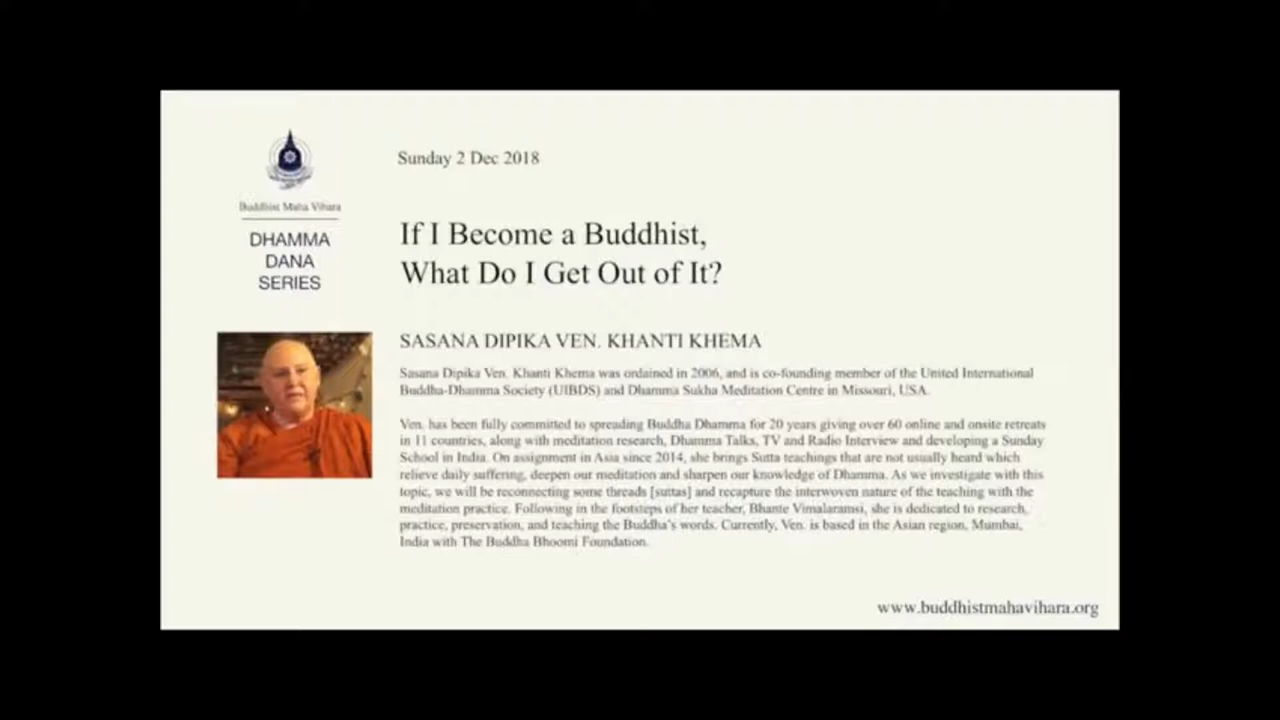 Sunday 2 Dec 2018
Buddhist Maha Vihara
DHAMMA
DANA
SERIES
If I Become a Buddhist,
What Do I Get Out of It?
SASANA DIPIKA VEN. KHANTI KHEMA
Sasana Dipika Ven. Khanti Khema was ordained in 2006, and is co-founding member of the United International
Buddha-Dhamma Society (UIBDS) and Dhamma Sukha Meditation Centre in Missouri, USA.
Ven. has been fully committed to spreading Buddha Dhamma for 20 years giving over 60 online and onsite retreats
in 11 countries, along with meditation research, Dhamma Talks, TV and Radio Interview and developing a Sunday
School in India. On assignment in Asia since 2014, she brings Sutta teachings that are not usually heard which
relieve daily suffering, deepen our meditation and sharpen our knowledge of Dhamma. As we investigate with this
topic, we will be reconnecting some threads [suttas] and recapture the interwoven nature of the teaching with the
meditation practice. Following in the footsteps of her teacher, Bhante Vimalaramsi, she is dedicated to research,
practice, preservation, and teaching the Buddha's words. Currently, Ven. is based in the Asian region, Mumbai,
India with The Buddha Bhoomi Foundation.
www.buddhistmahavihara.org